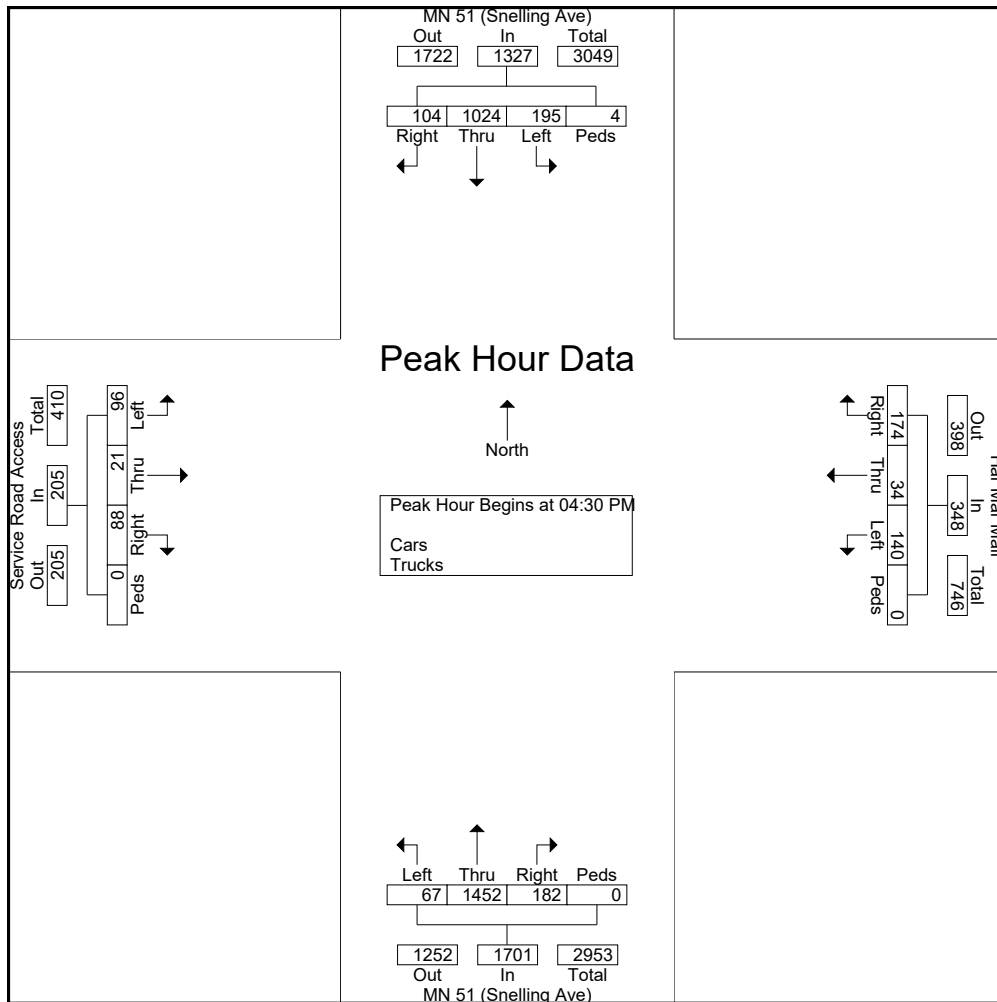 MN 51 (Snelling Ave)
Out In Total
1722 1327 3049
104 1024 195 4
Right Thru Left Peds
Peak Hour Data
North
Peak Hour Begins at 04:30 PM
Cars
Trucks
Service Road Access
Out In Total
205 205 410
96 21 88 0
Left Thru Right Peds
Right Thru Left Peds
174 34 140 0
398 348 746
Out In Total
Left Thru Right Peds
67 1452 182 0
1252 1701 2953
Out In Total
MN 51 (Snelling Ave)